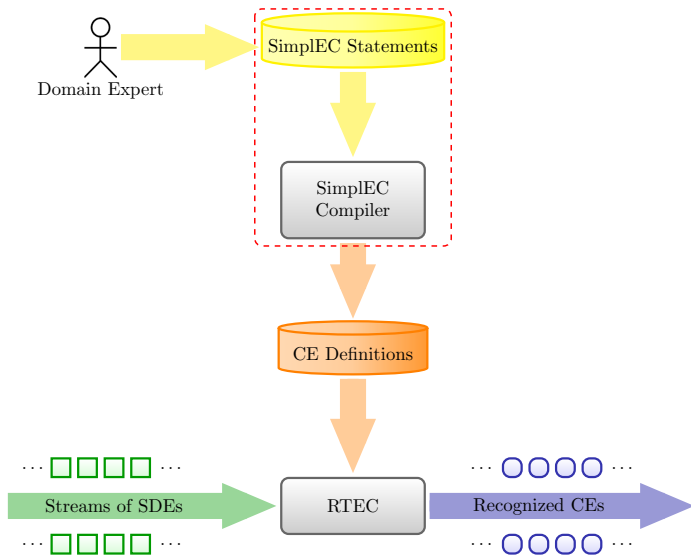 SimplEC Statements
Domain Expert
SimplEC
Compiler
CE Definitions
··· ···
··· ···
Streams of SDEs
RTEC
Recognized CEs
··· ···
··· ···